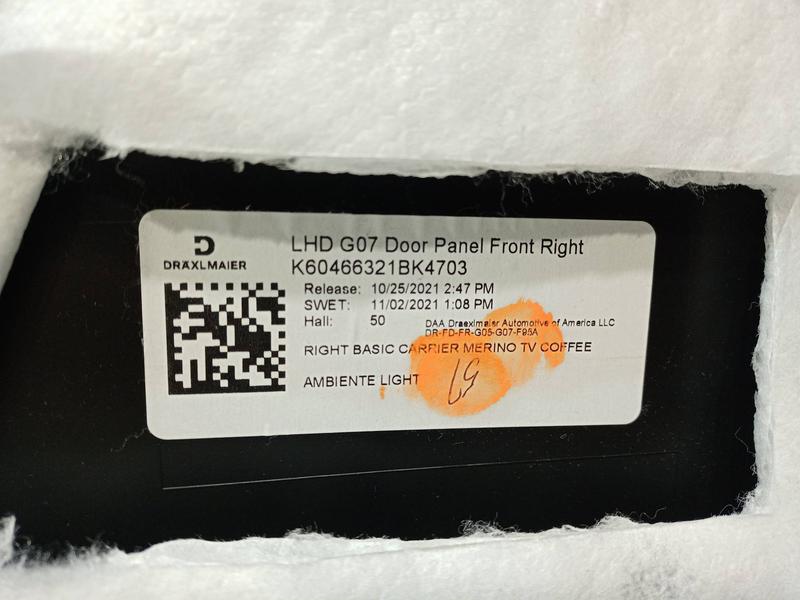 DRÄXLMAIER
LHD G07 Door Panel Front Right
K60466321BK4703
Release: 10/25/2021 2:47 PM
SWET: 11/02/2021 1:08 PM
Hall: 50
DAA Draexlmaier Automotive of America LLC
DR-FD-FR-G05-G07-F95A
RIGHT BASIC CARRIER MERINO TV COFFEE
AMBIENTE LIGHT